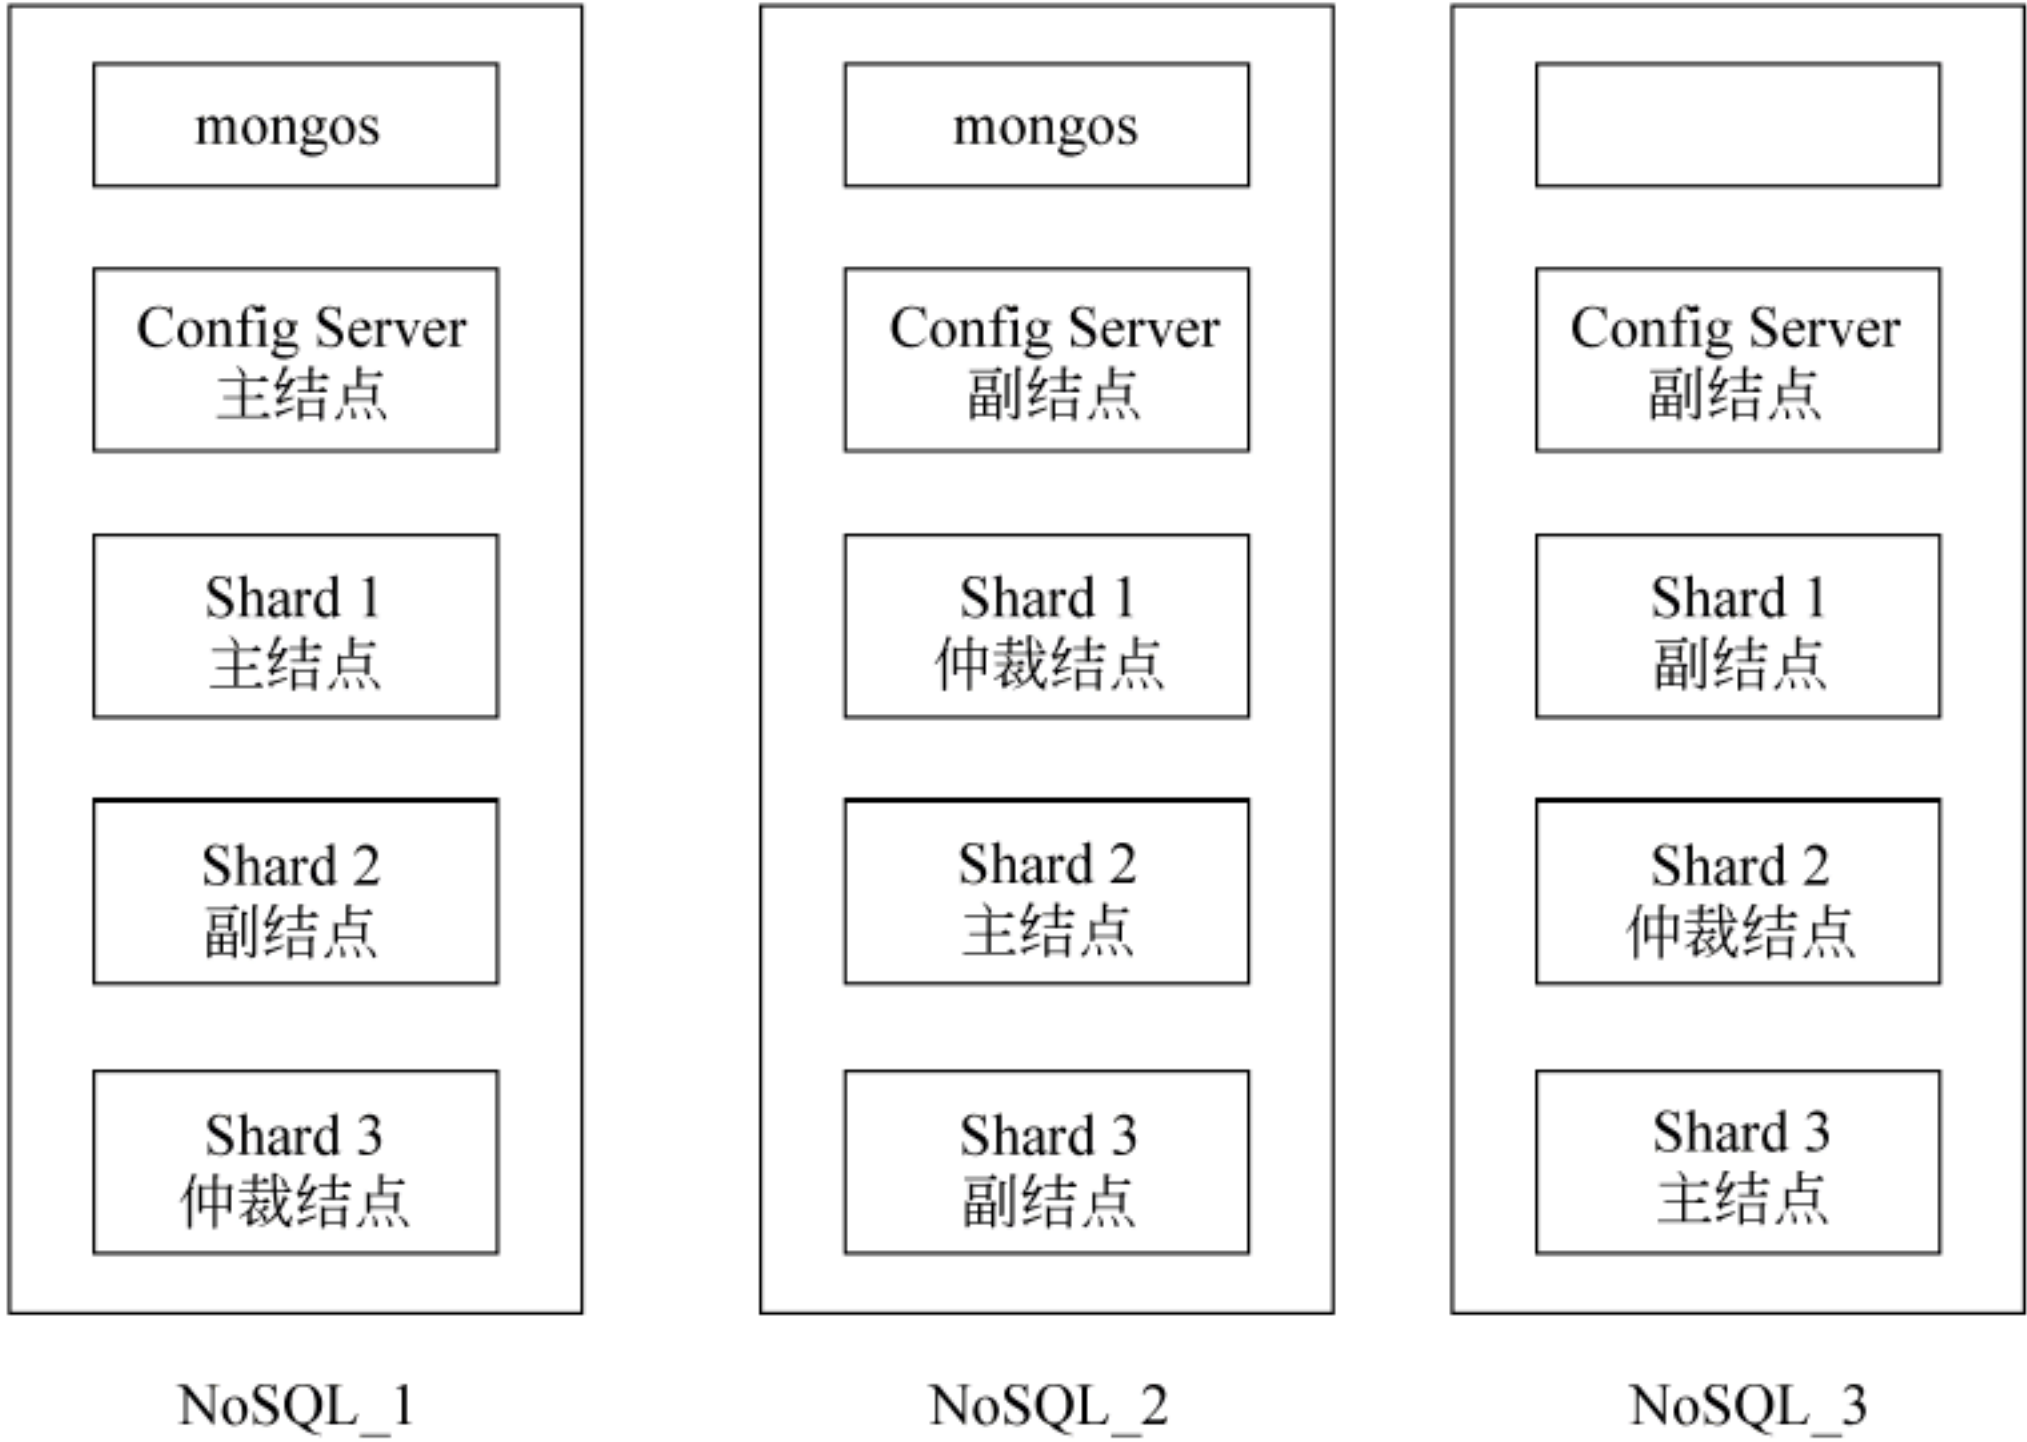 mongos
Config Server
主结点
Shard 1
主结点
Shard 2
副结点
Shard 3
仲裁结点
NoSQL_1
mongos
Config Server
副结点
Shard 1
仲裁结点
Shard 2
主结点
Shard 3
副结点
NoSQL_2
Config Server
副结点
Shard 1
副结点
Shard 2
仲裁结点
Shard 3
主结点
NoSQL_3